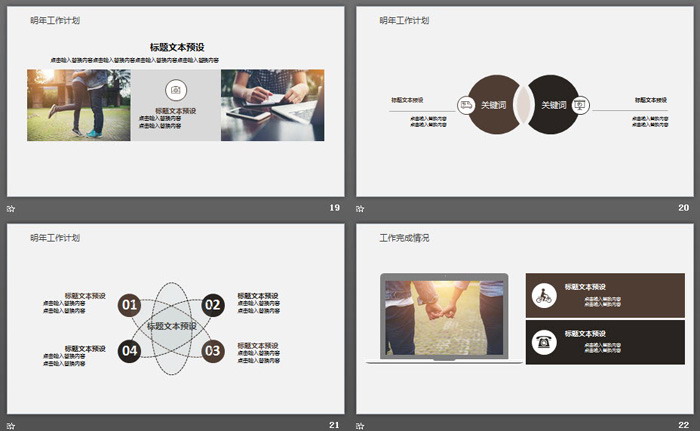 明年工作计划
标题文本预设
点击输入替换内容点击输入替换内容点击输入替换内容点击输入替换内容
标题文本预设
点击输入替换内容
点击输入替换内容
19
明年工作计划
标题文本预设
点击输入替换内容
点击输入替换内容
关键词
关键词
标题文本预设
点击输入替换内容
点击输入替换内容
20
明年工作计划
标题文本预设
点击输入替换内容
点击输入替换内容
01
02
标题文本预设
点击输入替换内容
点击输入替换内容
标题文本预设
标题文本预设
点击输入替换内容
点击输入替换内容
04
03
标题文本预设
点击输入替换内容
点击输入替换内容
21
工作完成情况
标题文本预设
点击输入替换内容
点击输入替换内容
标题文本预设
点击输入替换内容
点击输入替换内容
22